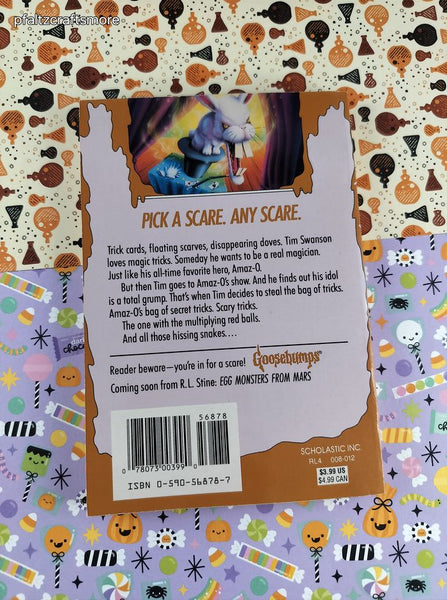 pfaltzcraftsmore
PICK A SCARE. ANY SCARE.
Trick cards, floating scarves, disappearing doves. Tim Swanson
loves magic tricks. Someday he wants to be a real magician.
Just like his all-time favorite hero, Amaz-O.
But then Tim goes to Amaz-O's show. And he finds out his idol
is a total grump. That's when Tim decides to steal the bag of tricks.
Amaz-O's bag of secret tricks. Scary tricks.
The one with the multiplying red balls.
And all those hissing snakes....
Reader beware—you're in for a scare! Goosebumps
Coming soon from R.L. Stine: EGG MONSTERS FROM MARS
56878
0 78073 00399
ISBN 0-590-56878-7
SCHOLASTIC INC.
RL4 008-012
$3.99 US
$4.99 CAN